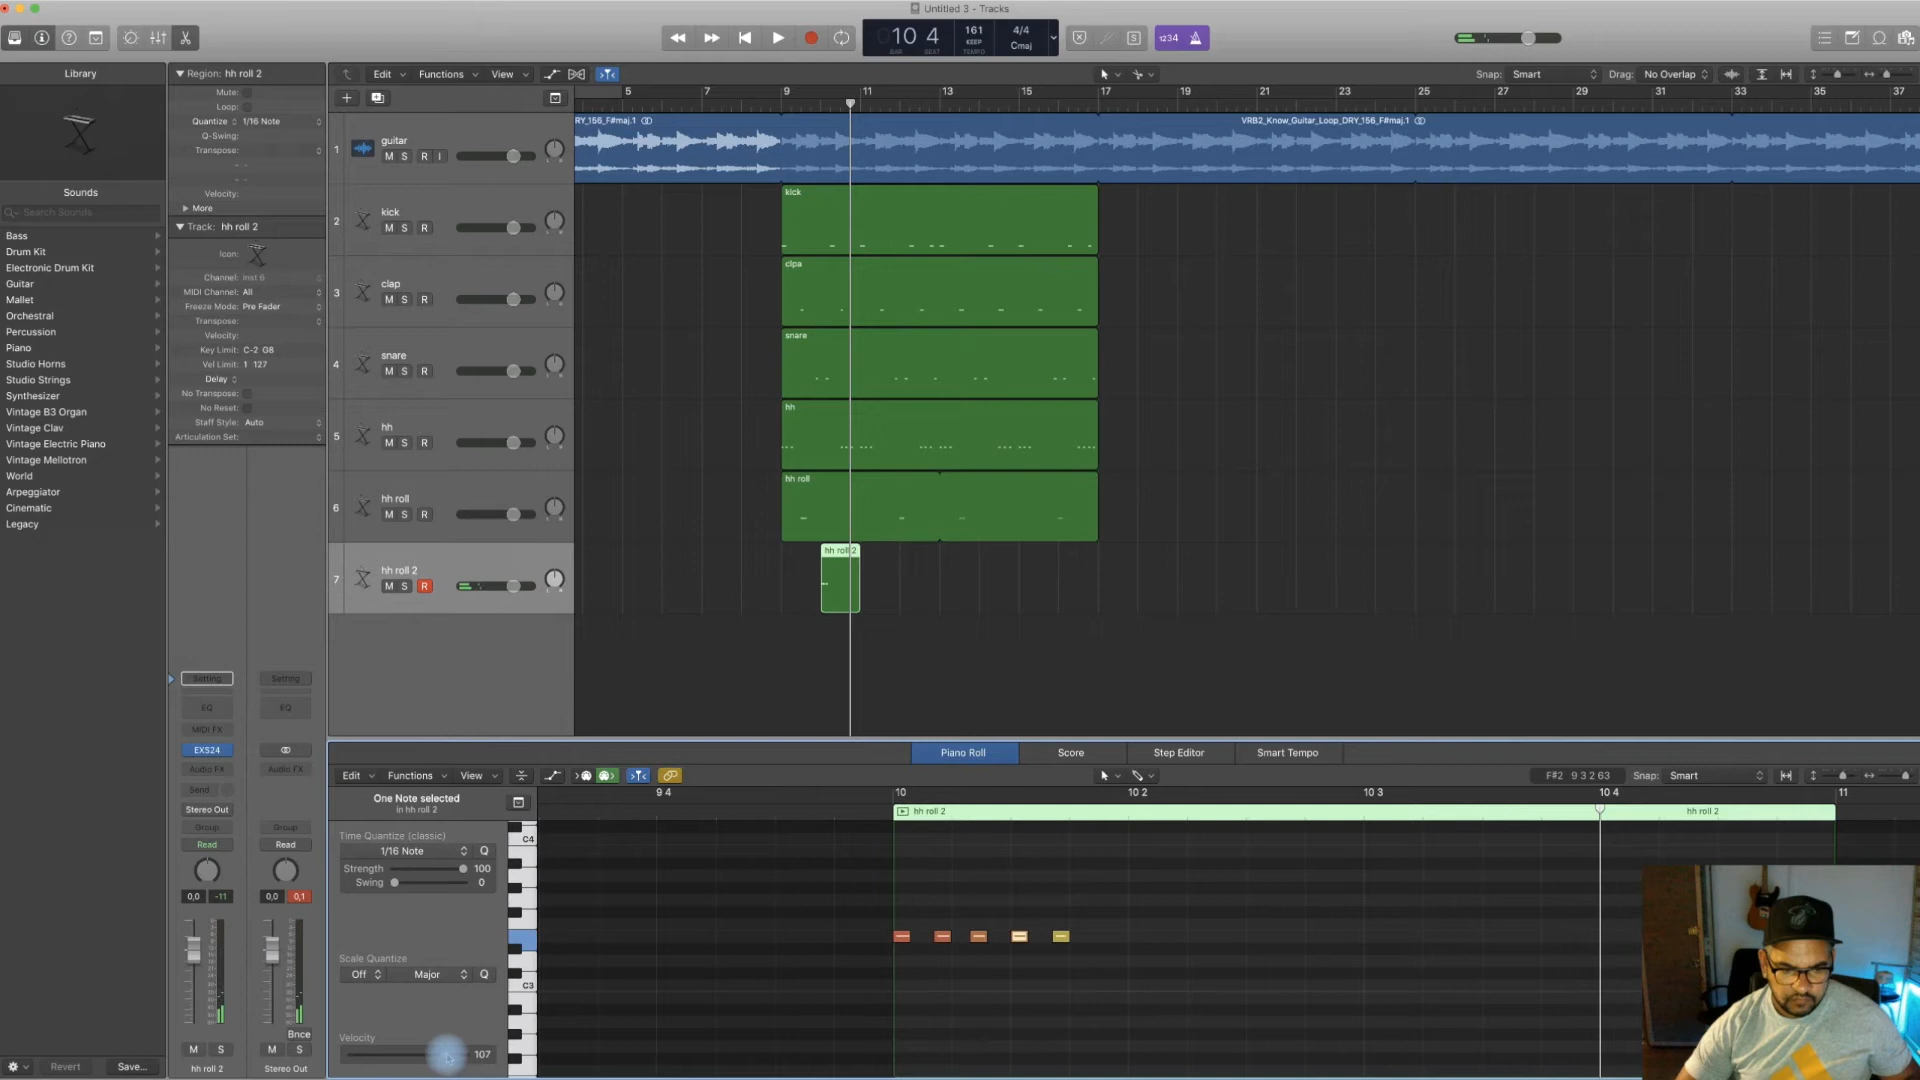 Untitled 3 - Tracks
10 4
BAR BEAT
161
KEEP
TEMPO
4/4
Cmaj
S
1234
Library
Region: hh roll 2
Edit
Functions
View
Snap: Smart
Drag: No Overlap
Mute:
Loop:
Quantize 1/16 Note
Q-Swing:
Transpose:
Velocity:
More
5 7 9 11 13 15 17 19 21 23 25 27 29 31 33 35 37
RY_156_F#maj.1
VRB2_Know_Guitar_Loop_DRY_156_F#maj.1
1 guitar
M S R I
2 kick
M S R
3 clap
M S R
4 snare
M S R
5 hh
M S R
6 hh roll
M S R
7 hh roll 2
M S R
kick
clpa
snare
hh
hh roll
hh roll 2
Sounds
Search Sounds
Bass
Drum Kit
Electronic Drum Kit
Guitar
Mallet
Orchestral
Percussion
Piano
Studio Horns
Studio Strings
Synthesizer
Vintage B3 Organ
Vintage Clav
Vintage Electric Piano
Vintage Mellotron
World
Arpeggiator
Cinematic
Legacy
Track: hh roll 2
Icon:
Channel: Inst 6
MIDI Channel: All
Freeze Mode: Pre Fader
Transpose:
Velocity:
Key Limit: C-2 G8
Vel Limit: 1 127
Delay
No Transpose:
No Reset:
Staff Style: Auto
Articulation Set:
Setting Setting
EQ EQ
MIDI FX
EXS24
Audio FX Audio FX
Send
Stereo Out
Group Group
Read Read
0,0 -11 0,0 0,1
Bnce
M S M S
hh roll 2 Stereo Out
Revert Save...
Piano Roll
Score
Step Editor
Smart Tempo
Edit
Functions
View
F#2 9 3 2 63
Snap: Smart
One Note selected
in hh roll 2
9 4 10 10 2 10 3 10 4 11
hh roll 2 hh roll 2
Time Quantize (classic)
1/16 Note Q
Strength 100
Swing 0
C4
Scale Quantize
Off Major Q
C3
Velocity
107